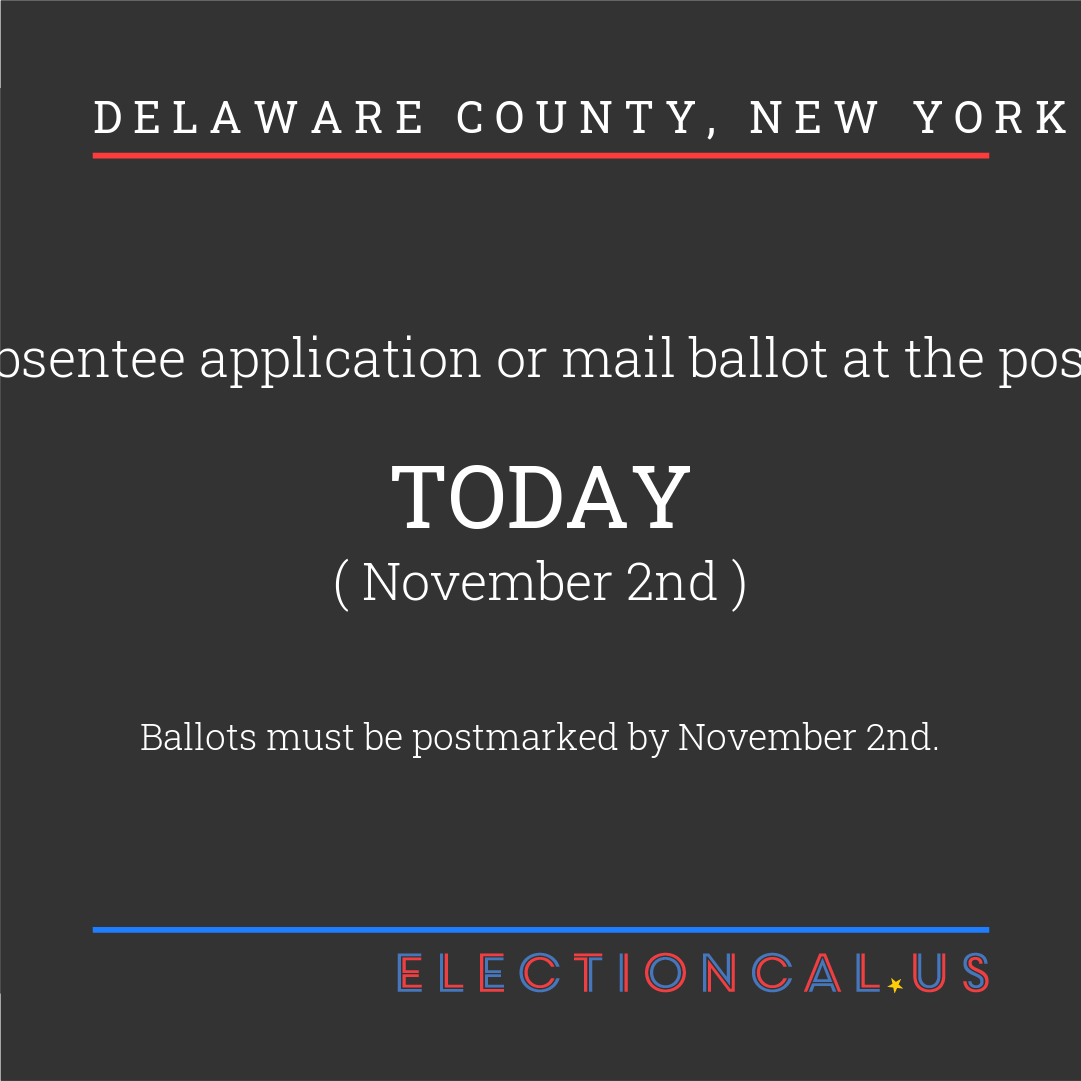 DELAWARE COUNTY, NEW YORK
bsentee application or mail ballot at the pos
TODAY
( November 2nd )
Ballots must be postmarked by November 2nd.
ELECTIONCAL.US